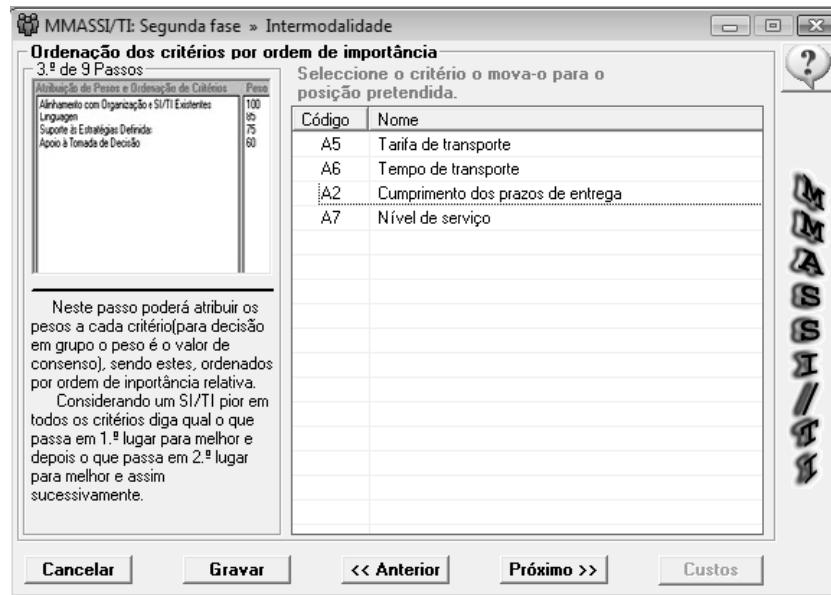 MMASSI/TI: Segunda fase » Intermodalidade
Ordenação dos critérios por ordem de importância
3.º de 9 Passos
Atribuição de Pesos e Ordenação de Critérios Peso
Alinhamento com Organização e SI/TI Existentes 100
Linguagen 85
Suporte às Estratégias Definidas 75
Apoio à Tomada de Decisão 60
Neste passo poderá atribuir os
pesos a cada critério(para decisão
em grupo o peso é o valor de
consenso), sendo estes, ordenados
por ordem de inportância relativa.
Considerando um SI/TI pior em
todos os critérios diga qual o que
passa em 1.º lugar para melhor e
depois o que passa em 2.º lugar
para melhor e assim
sucessivamente.
Seleccione o critério o mova-o para o
posição pretendida.
Código Nome
A5 Tarifa de transporte
A6 Tempo de transporte
A2 Cumprimento dos prazos de entrega
A7 Nível de serviço
?
MMASSI/TI
Cancelar Gravar << Anterior Próximo >> Custos